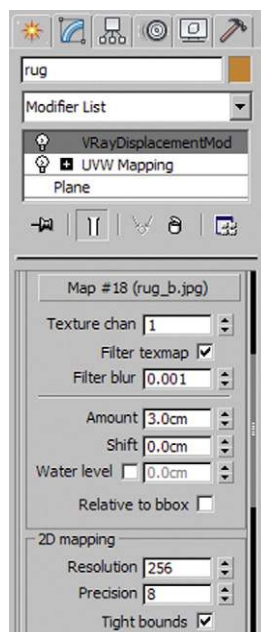 rug
Modifier List
VRayDisplacementMod
UVW Mapping
Plane
Map #18 (rug_b.jpg)
Texture chan 1
Filter texmap
Filter blur 0.001
Amount 3.0cm
Shift 0.0cm
Water level 0.0cm
Relative to bbox
2D mapping
Resolution 256
Precision 8
Tight bounds